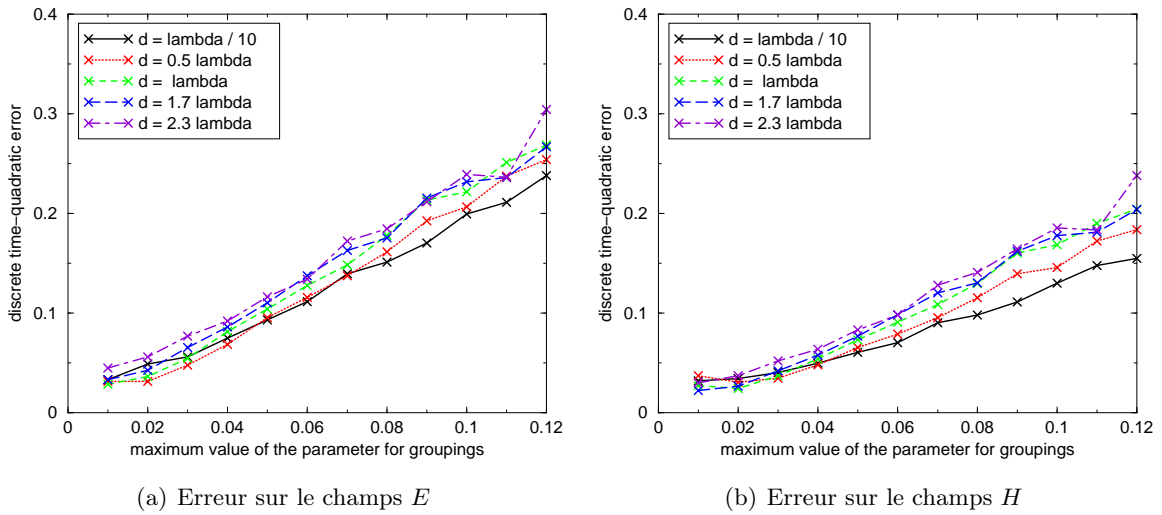 d = lambda / 10
d = 0.5 lambda
d =  lambda
d = 1.7 lambda
d = 2.3 lambda
0.4
0.3
0.2
0.1
0
discrete time−quadratic error
0 0.02 0.04 0.06 0.08 0.1 0.12
maximum value of the parameter for groupings
(a) Erreur sur le champs E
d = lambda / 10
d = 0.5 lambda
d =  lambda
d = 1.7 lambda
d = 2.3 lambda
0.4
0.3
0.2
0.1
0
discrete time−quadratic error
0 0.02 0.04 0.06 0.08 0.1 0.12
maximum value of the parameter for groupings
(b) Erreur sur le champs H